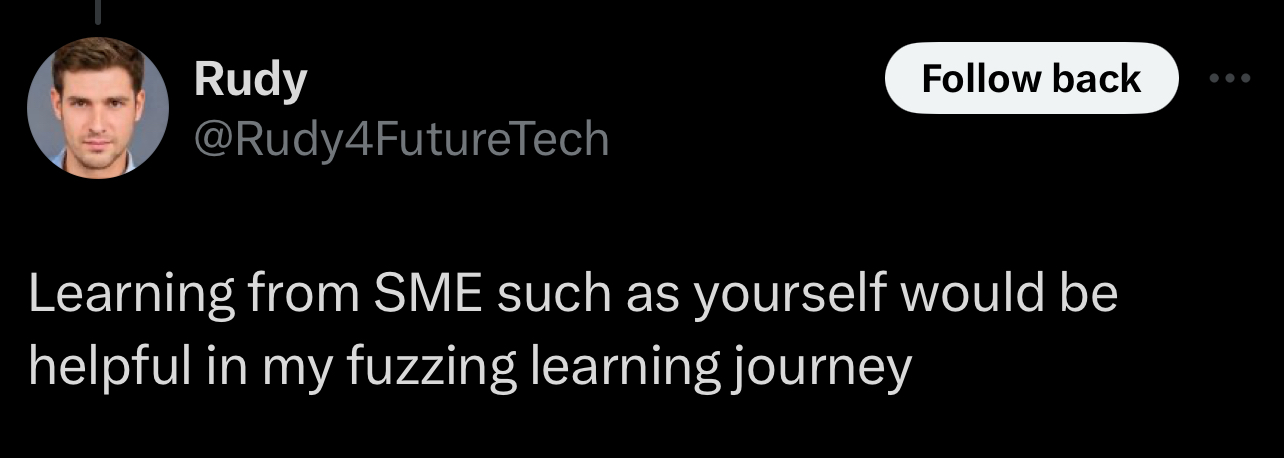 Rudy
Follow back
@Rudy4FutureTech
Learning from SME such as yourself would be
helpful in my fuzzing learning journey